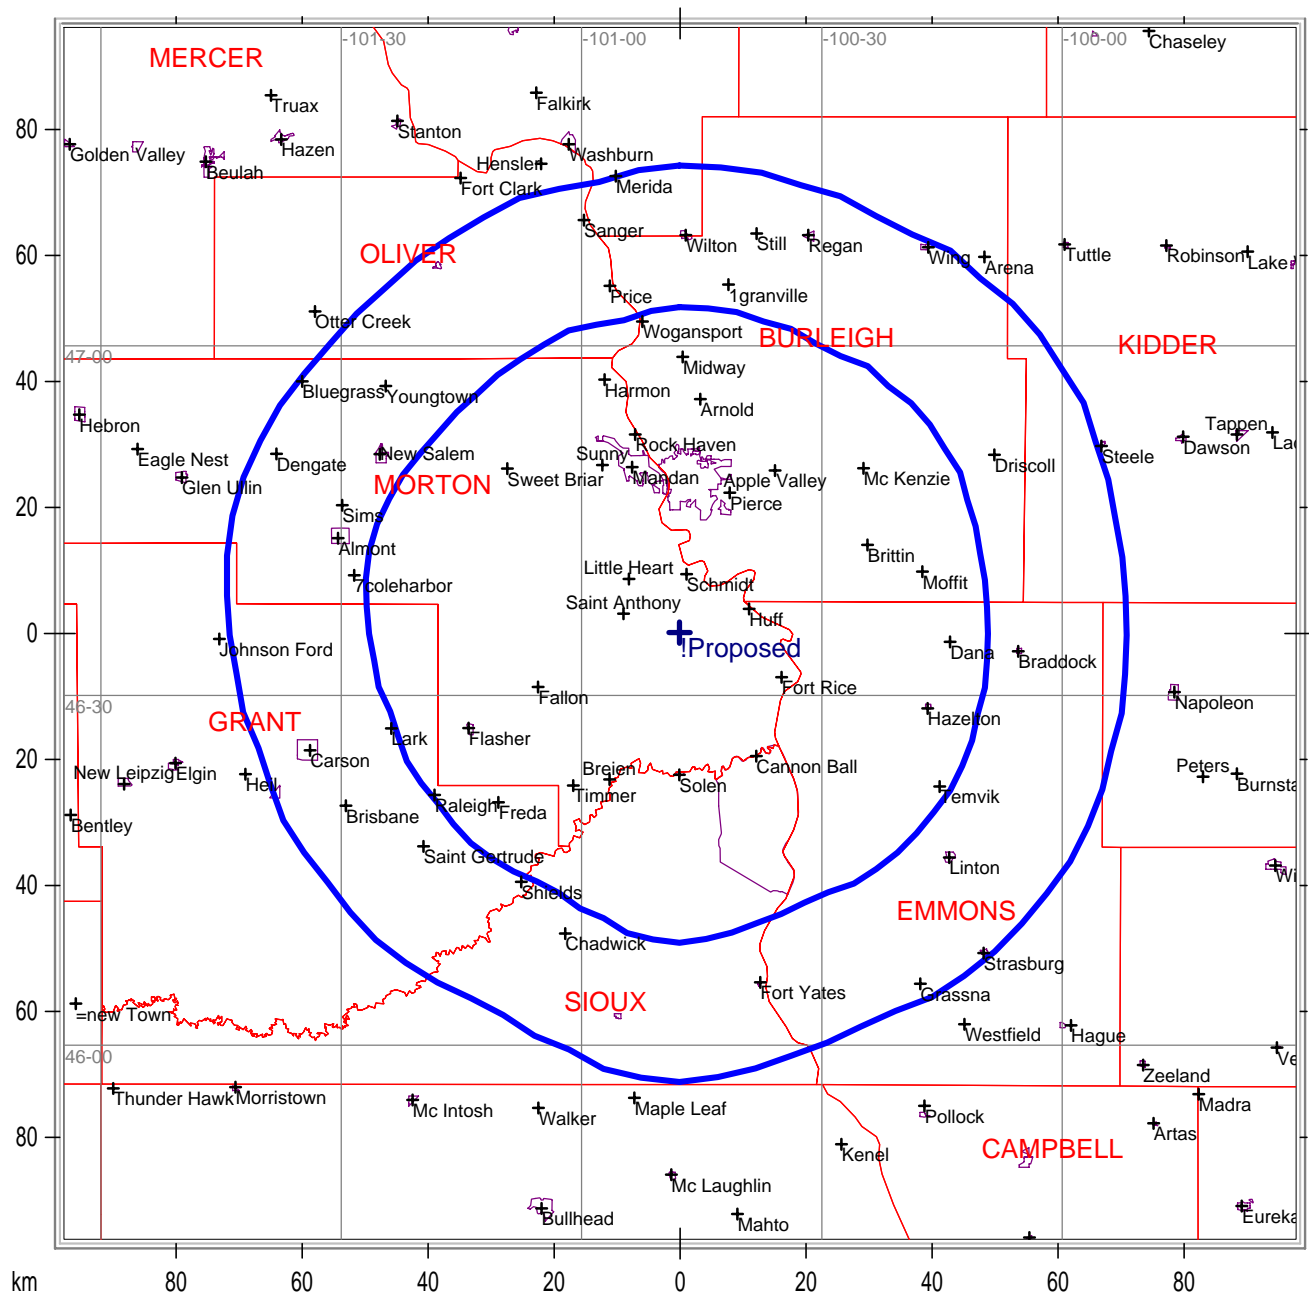 -101-30
-101-00
-100-30
-100-00
Chaseley
MERCER
Truax
Falkirk
80
Stanton
Golden Valley
Hazen
Washburn
Beulah
Hensler
Fort Clark
Merida
Sanger
60
OLIVER
Wilton
Still
Regan
Wing
Arena
Tuttle
Robinson
Lake
Price
1granville
Otter Creek
Wogansport
BURLEIGH
KIDDER
47-00
Midway
40
Bluegrass
Youngtown
Harmon
Arnold
Hebron
Rock Haven
Tappen
Eagle Nest
Dengate
New Salem
Sunny
Driscoll
Steele
Dawson
Lad
Glen Ullin
MORTON
Sweet Briar
Mandan
Apple Valley
Mc Kenzie
Pierce
20
Sims
Almont
Brittin
7coleharbor
Little Heart
Schmidt
Moffit
Saint Anthony
Huff
0
Johnson Ford
!Proposed
Dana
Braddock
Fallon
Fort Rice
46-30
Napoleon
GRANT
Hazelton
Lark
Flasher
Carson
20
New Leipzig
Elgin
Heil
Breien
Cannon Ball
Peters
Solen
Burnsta
Timmer
Bentley
Brisbane
Raleigh
Freda
Temvik
Saint Gertrude
Linton
40
Shields
Wi
EMMONS
Chadwick
Strasburg
Fort Yates
Grassna
60
=new Town
SIOUX
Westfield
Hague
46-00
Ve
Zeeland
Thunder Hawk
Morristown
Mc Intosh
Walker
Maple Leaf
Pollock
Madra
Artas
80
Kenel
CAMPBELL
Mc Laughlin
Bullhead
Mahto
Eureka
km
80
60
40
20
0
20
40
60
80